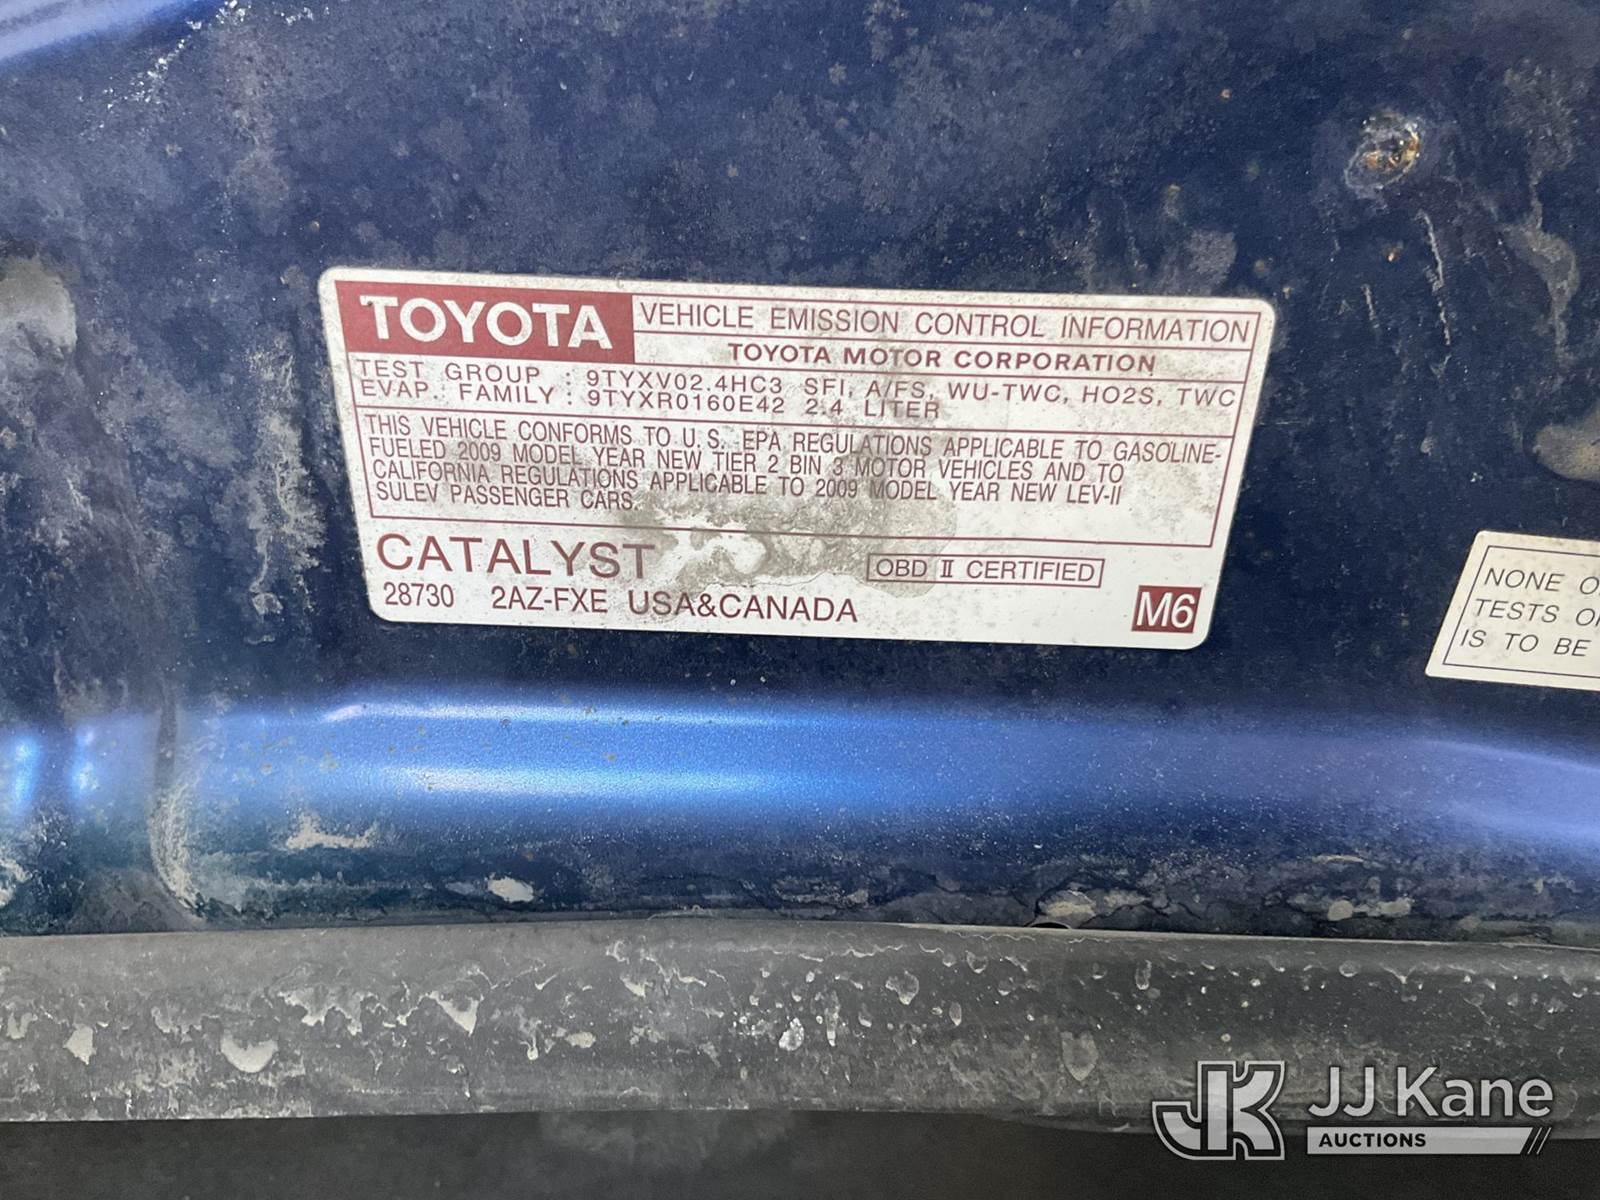 TOYOTA VEHICLE EMISSION CONTROL INFORMATION
TOYOTA MOTOR CORPORATION
TEST GROUP : 9TYXV02.4HC3 SFI, A/FS, WU-TWC, HO2S, TWC
EVAP. FAMILY : 9TYXR0160E42 2.4 LITER
THIS VEHICLE CONFORMS TO U.S. EPA REGULATIONS APPLICABLE TO GASOLINE-
FUELED 2009 MODEL YEAR NEW TIER 2 BIN 3 MOTOR VEHICLES AND TO
CALIFORNIA REGULATIONS APPLICABLE TO 2009 MODEL YEAR NEW LEV-II
SULEV PASSENGER CARS.
CATALYST
OBD II CERTIFIED
28730 2AZ-FXE USA&CANADA
M6
NONE O
TESTS O
IS TO BE
JK JJ Kane
AUCTIONS